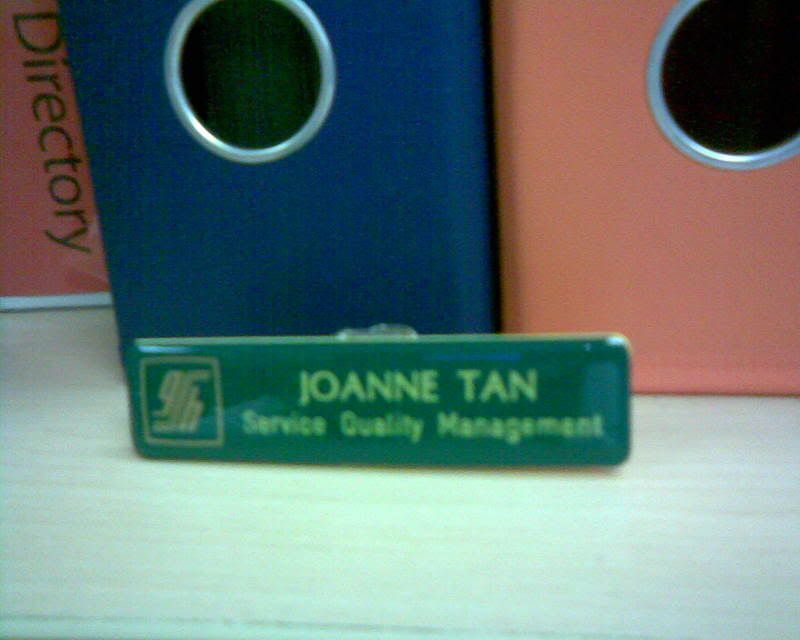 Directory
JOANNE TAN
Service Quality Management